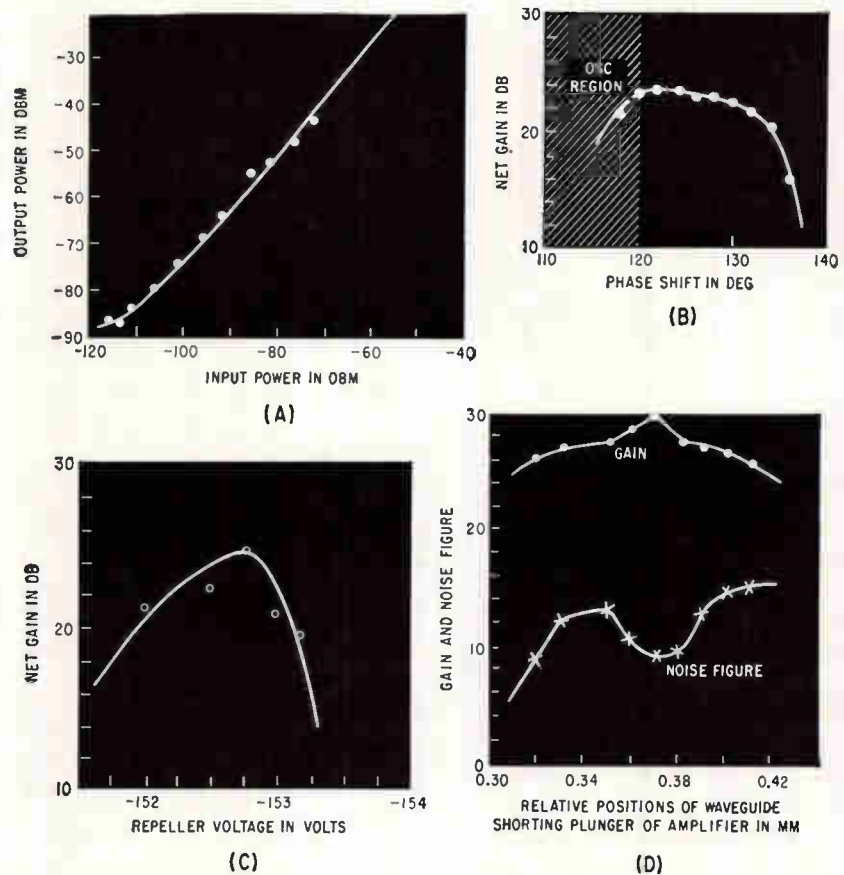 -30
-40
-50
-60
-70
-80
-90
OUTPUT POWER IN DBM
-120
-100
-80
-60
-40
INPUT POWER IN DBM
(A)
30
20
10
NET GAIN IN DB
OSC
REGION
110
120
130
140
PHASE SHIFT IN DEG
(B)
30
20
10
NET GAIN IN DB
-152
-153
-154
REPELLER VOLTAGE IN VOLTS
(C)
30
20
10
0
GAIN AND NOISE FIGURE
GAIN
NOISE FIGURE
0.30
0.34
0.38
0.42
RELATIVE POSITIONS OF WAVEGUIDE
SHORTING PLUNGER OF AMPLIFIER IN MM
(D)